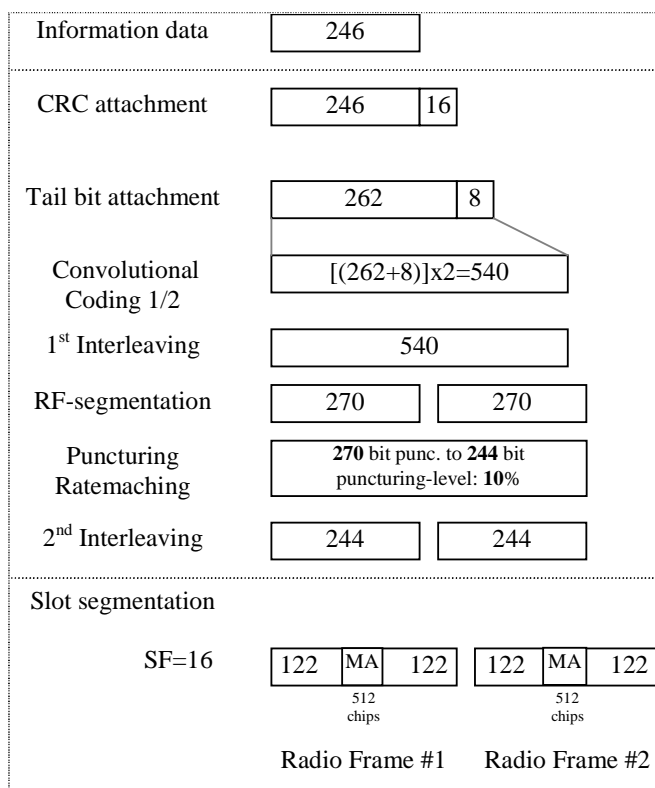 Information data 246
CRC attachment 246 16
Tail bit attachment 262 8
Convolutional
Coding 1/2
[(262+8)]x2=540
1st Interleaving 540
RF-segmentation 270 270
Puncturing
Ratemaching
270 bit punc. to 244 bit
puncturing-level: 10%
2nd Interleaving 244 244
Slot segmentation
SF=16 122 MA 122 122 MA 122
512
chips
512
chips
Radio Frame #1 Radio Frame #2